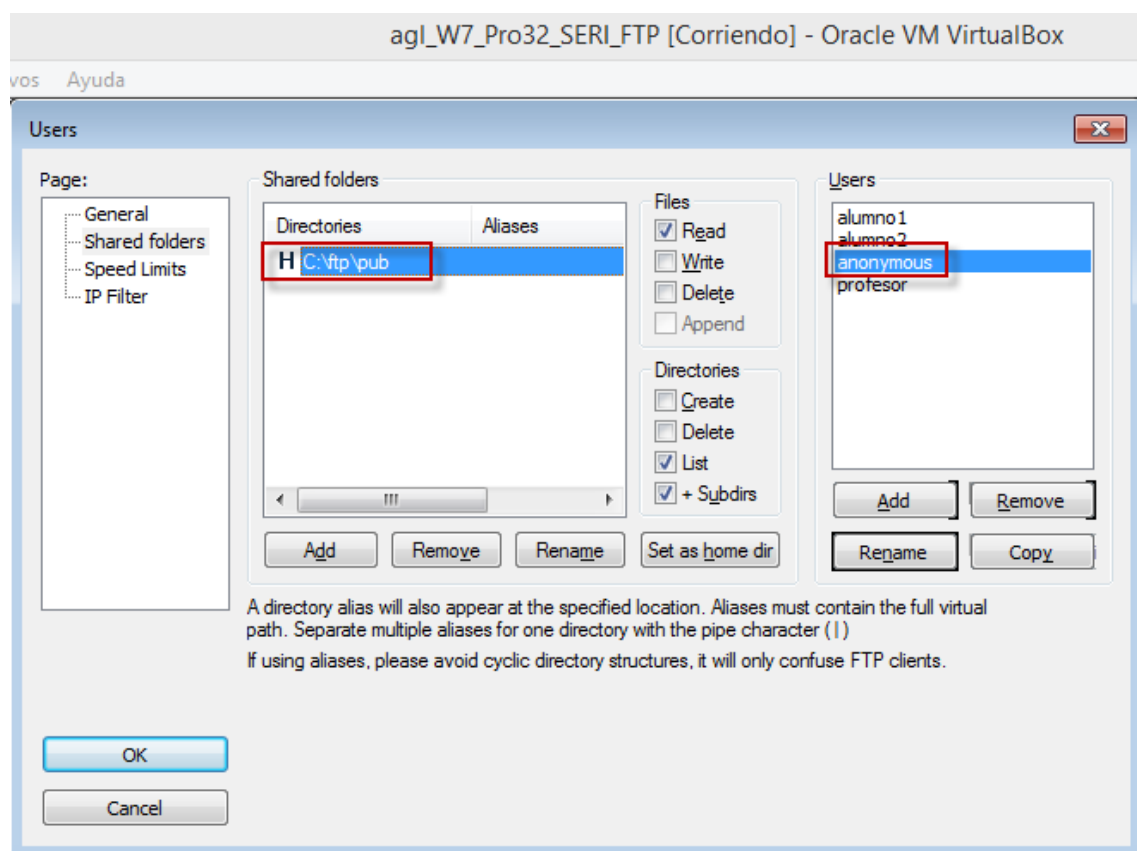 agl_W7_Pro32_SERI_FTP [Corriendo] - Oracle VM VirtualBox
vos Ayuda
Users
Page:
General
Shared folders
Speed Limits
IP Filter
Shared folders
Directories Aliases
H C:\ftp\pub
Files
Read
Write
Delete
Append
Directories
Create
Delete
List
+ Subdirs
Add Remove Rename Set as home dir
Users
alumno1
alumno2
anonymous
profesor
Add Remove
Rename Copy
A directory alias will also appear at the specified location. Aliases must contain the full virtual
path. Separate multiple aliases for one directory with the pipe character (|)
If using aliases, please avoid cyclic directory structures, it will only confuse FTP clients.
OK
Cancel